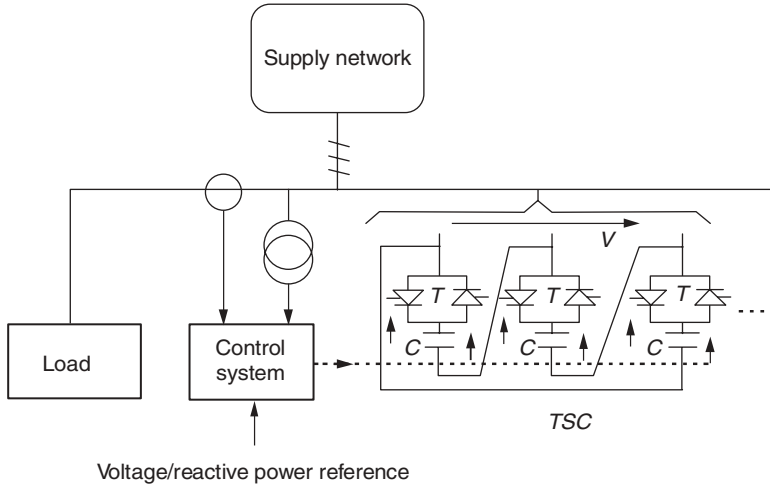 Supply network
V
T
T
T
C
C
C
Load
Control
system
TSC
Voltage/reactive power reference